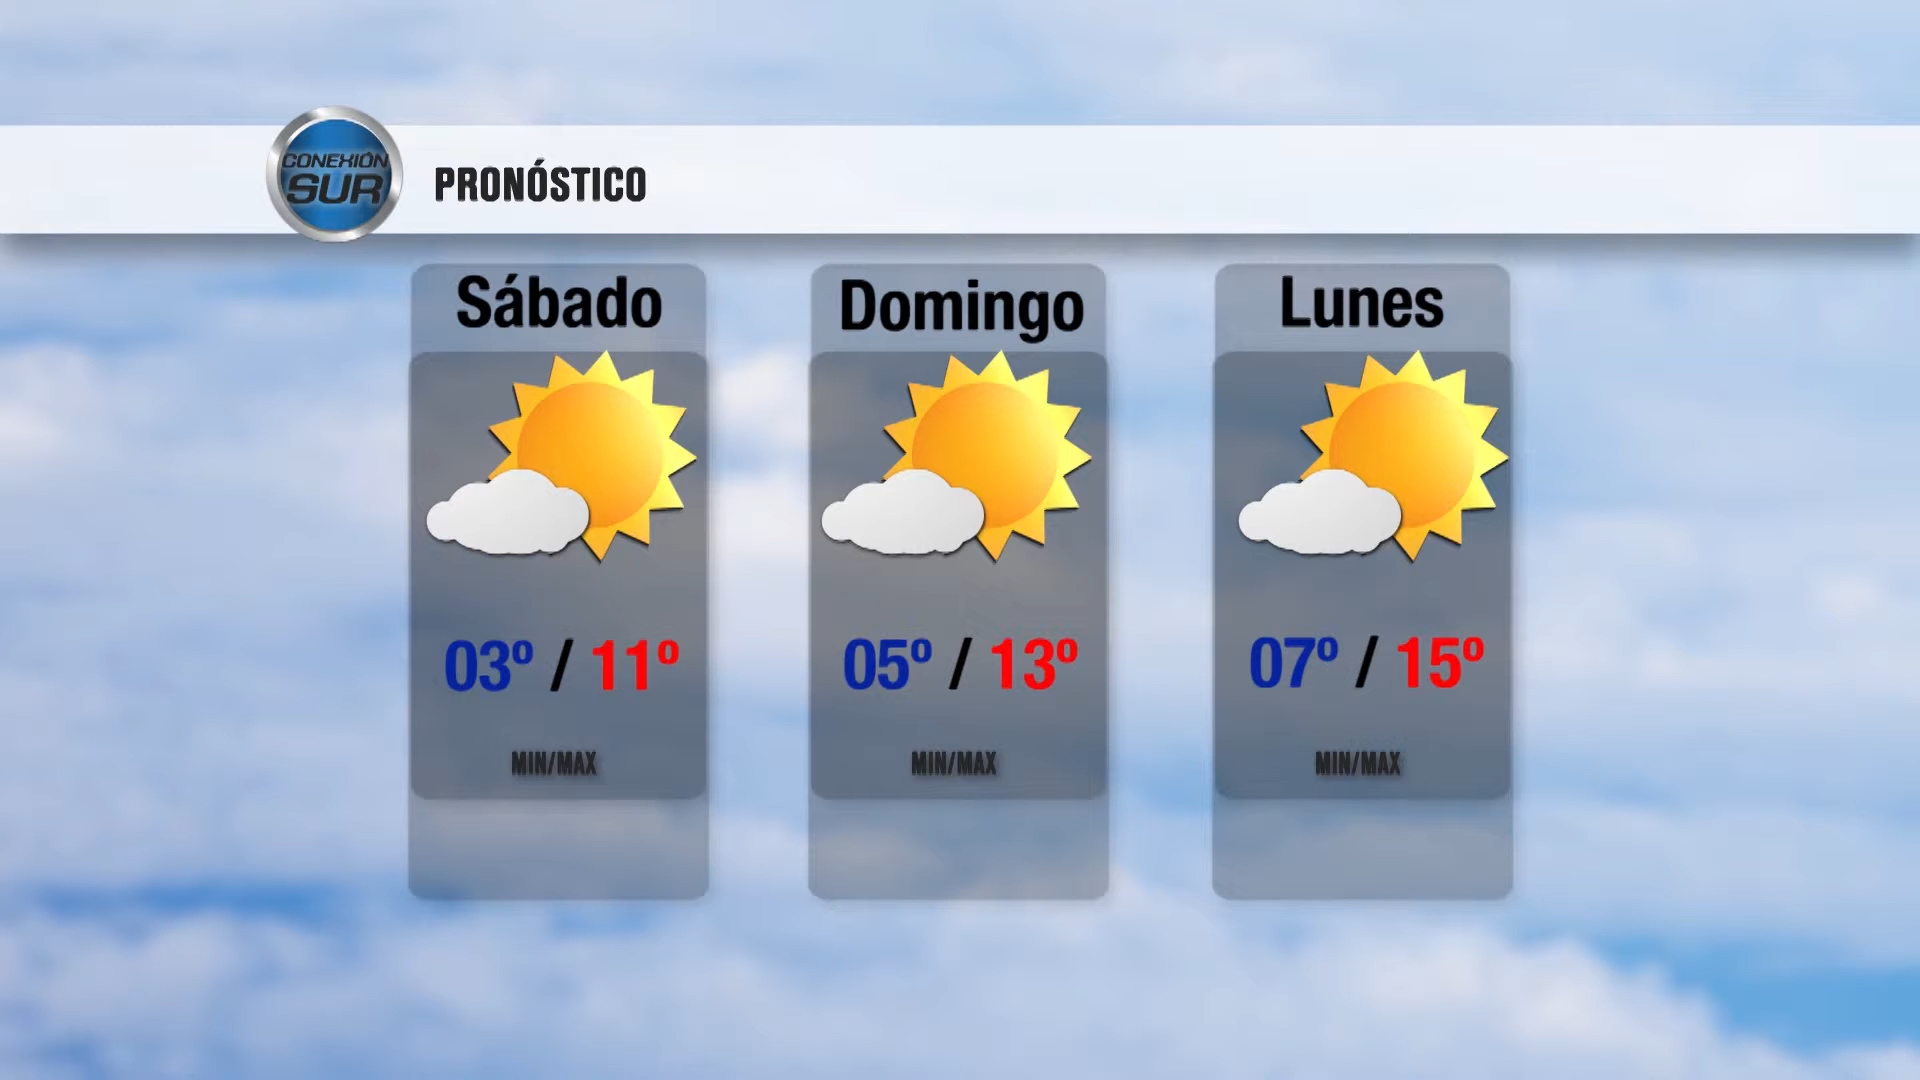 CONEXIÓN
SUR
PRONÓSTICO
Sábado
03º / 11º
MIN/MAX
Domingo
05º / 13º
MIN/MAX
Lunes
07º / 15º
MIN/MAX